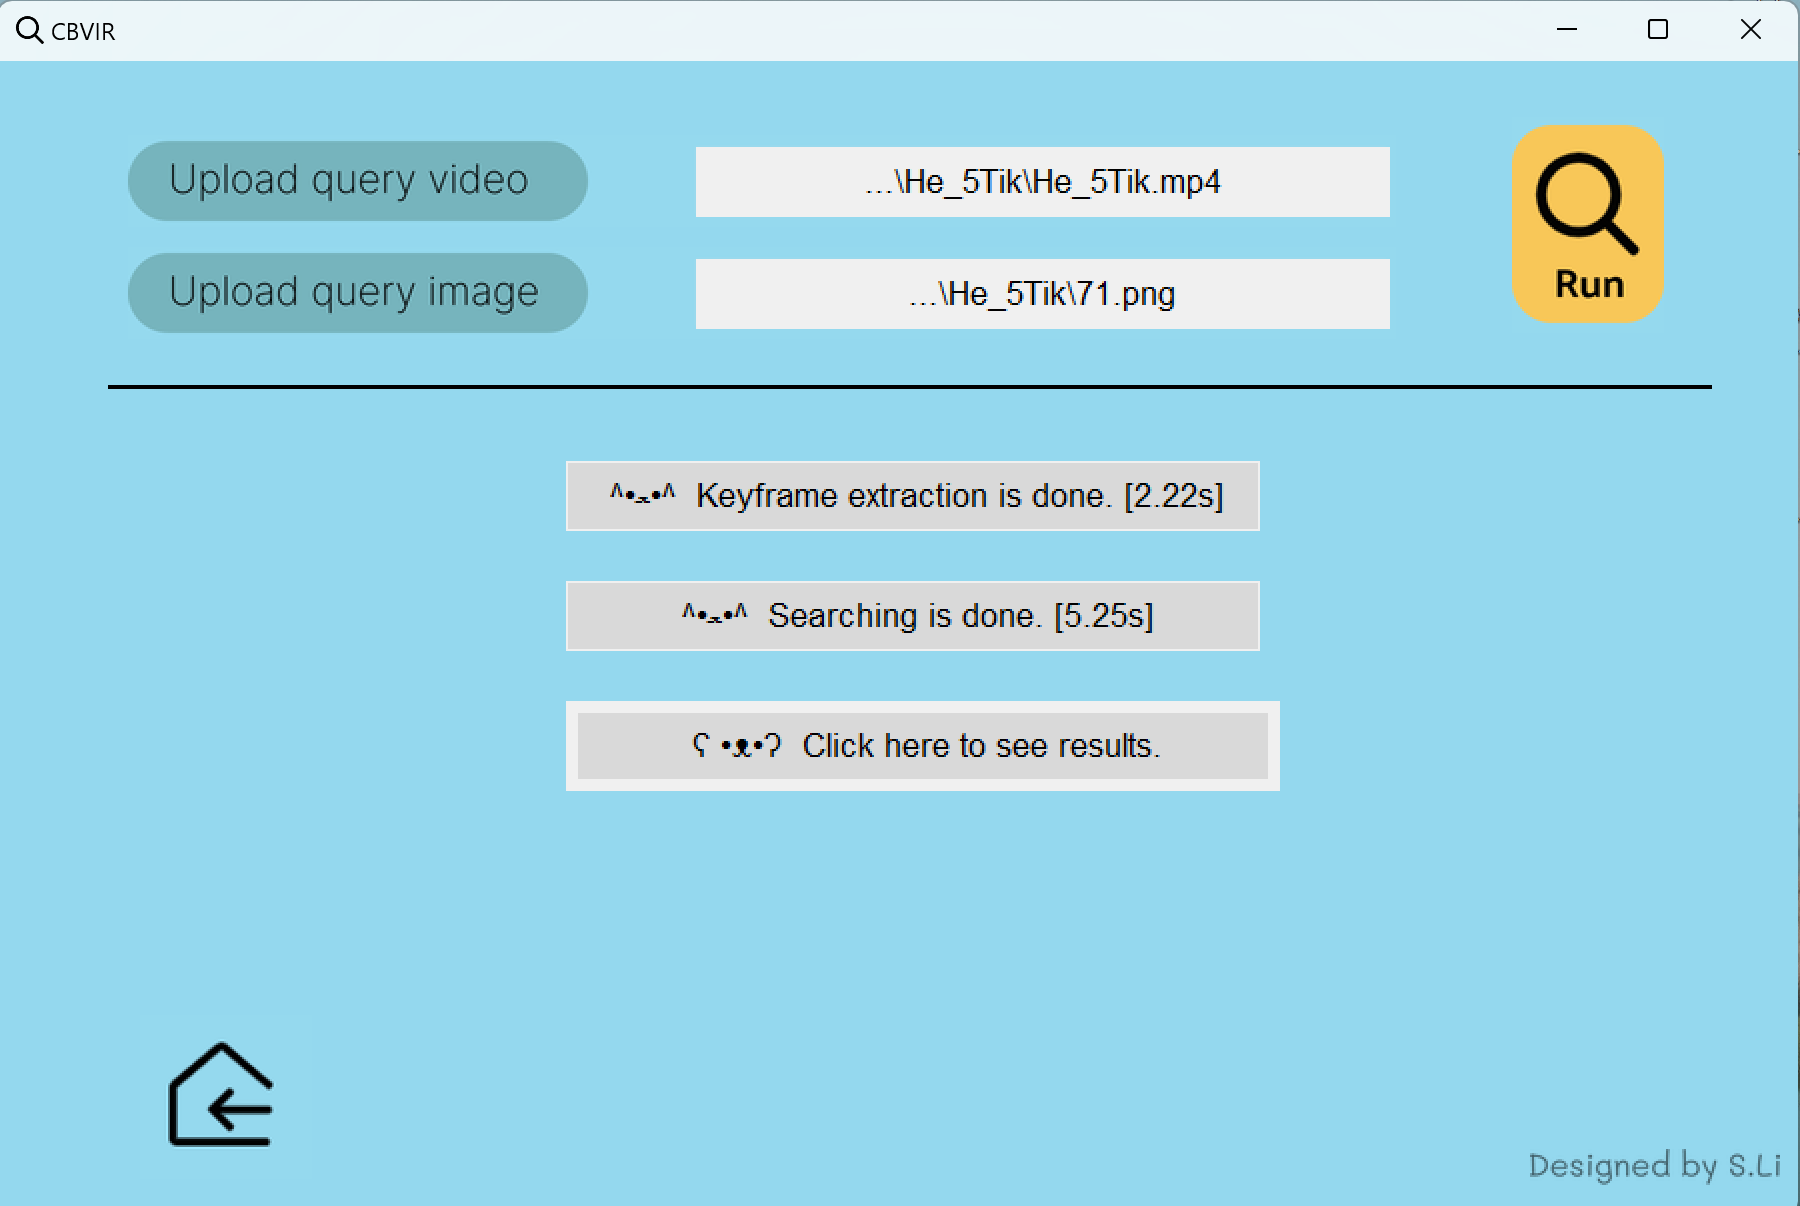 CBVIR
Upload query video
...\He_5Tik\He_5Tik.mp4
Run
Upload query image
...\He_5Tik\71.png
^•ﻌ•^ Keyframe extraction is done. [2.22s]
^•ﻌ•^ Searching is done. [5.25s]
ʕ •ᴥ•ʔ Click here to see results.
Designed by S.Li